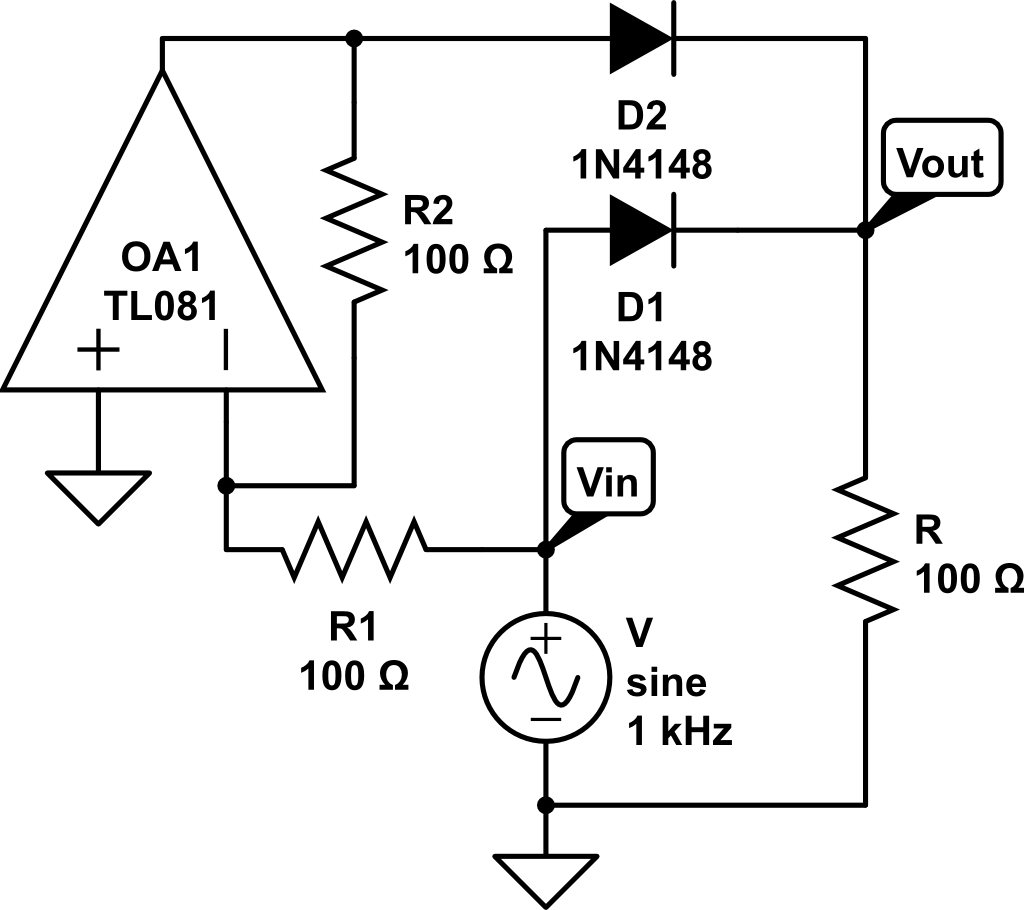 D2
1N4148
Vout
R2
100 Ω
OA1
TL081
+ −
D1
1N4148
Vin
R
100 Ω
R1
100 Ω
+
V
sine
1 kHz
−